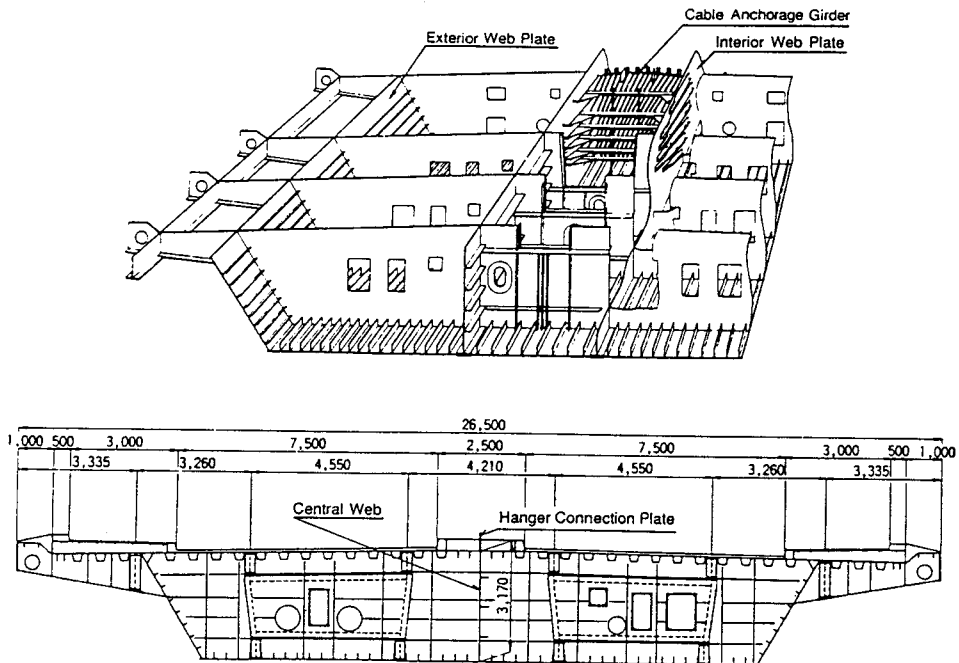 Cable Anchorage Girder
Exterior Web Plate
Interior Web Plate
26,500
1,000 500 3,000 7,500 2,500 7,500 3,000 500 1,000
3,335 3,260 4,550 4,210 4,550 3,260 3,335
Central Web
Hanger Connection Plate
3,170